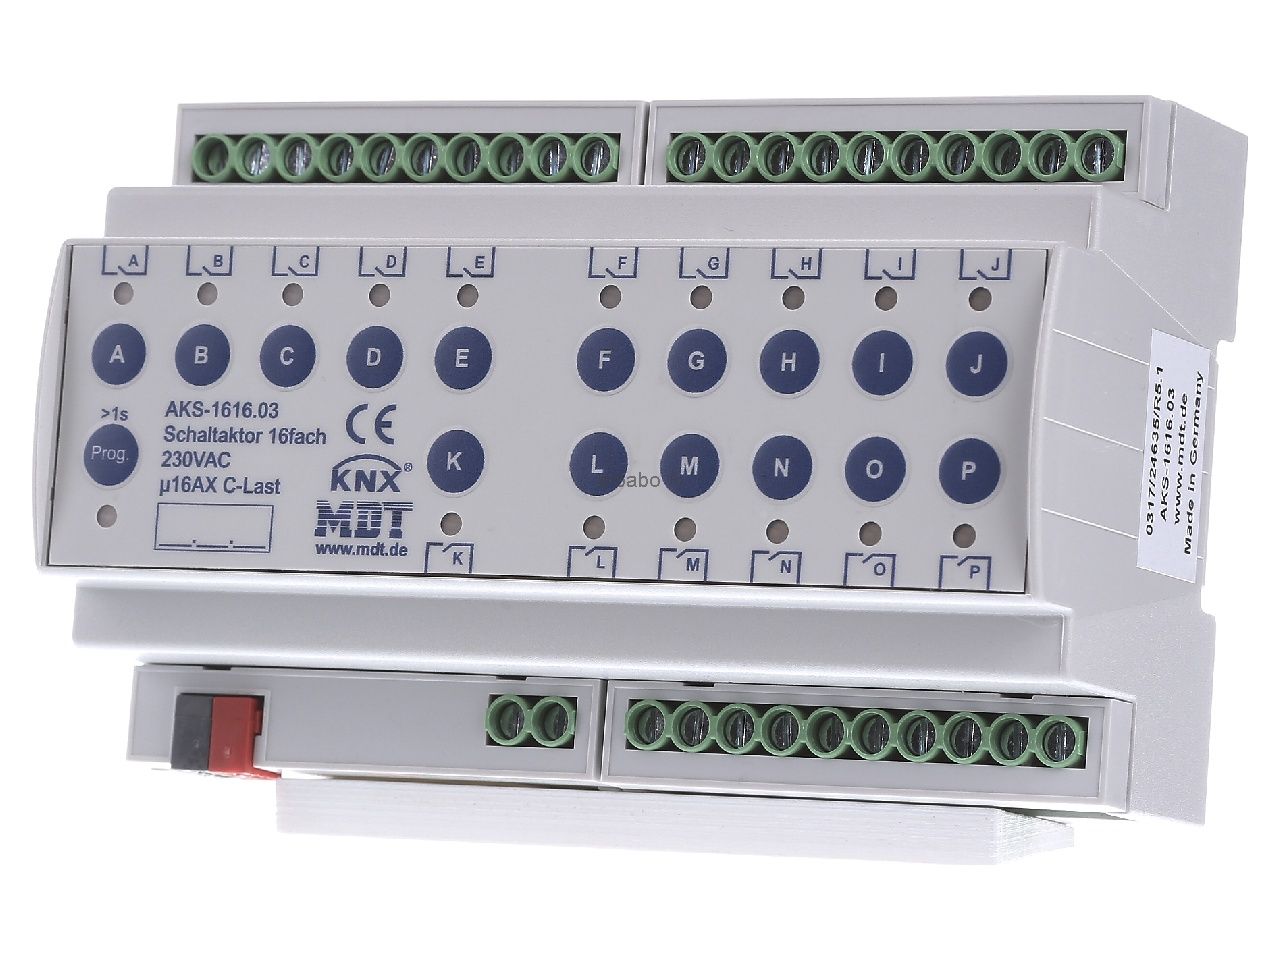 A B C D E F G H I J
A B C D E F G H I J
>1s
Prog.
AKS-1616.03
Schaltaktor 16fach
230VAC
µ16AX C-Last
CE
KNX®
MDT
www.mdt.de
K L M N O P
K L M N O P
0317/24635/R5.1
AKS-1616.03
www.mdt.de
Made in Germany